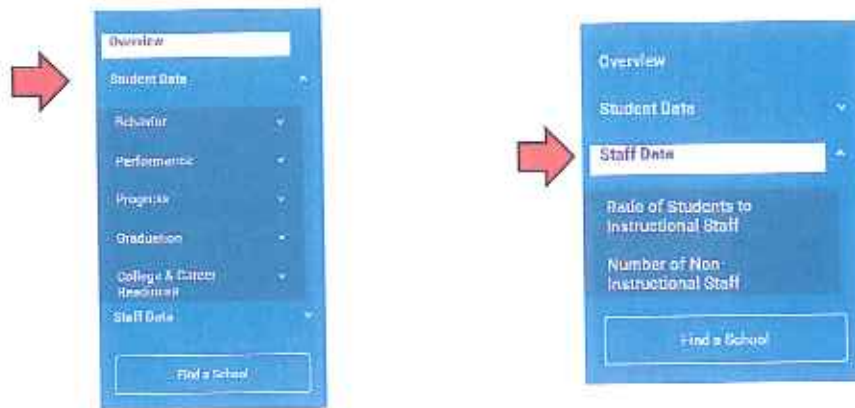 Overview
Student Data
Behavior
Performance
Progress
Graduation
College & Career
Readiness
Staff Data
Find a School
Overview
Student Data
Staff Data
Ratio of Students to
Instructional Staff
Number of Non-
Instructional Staff
Find a School